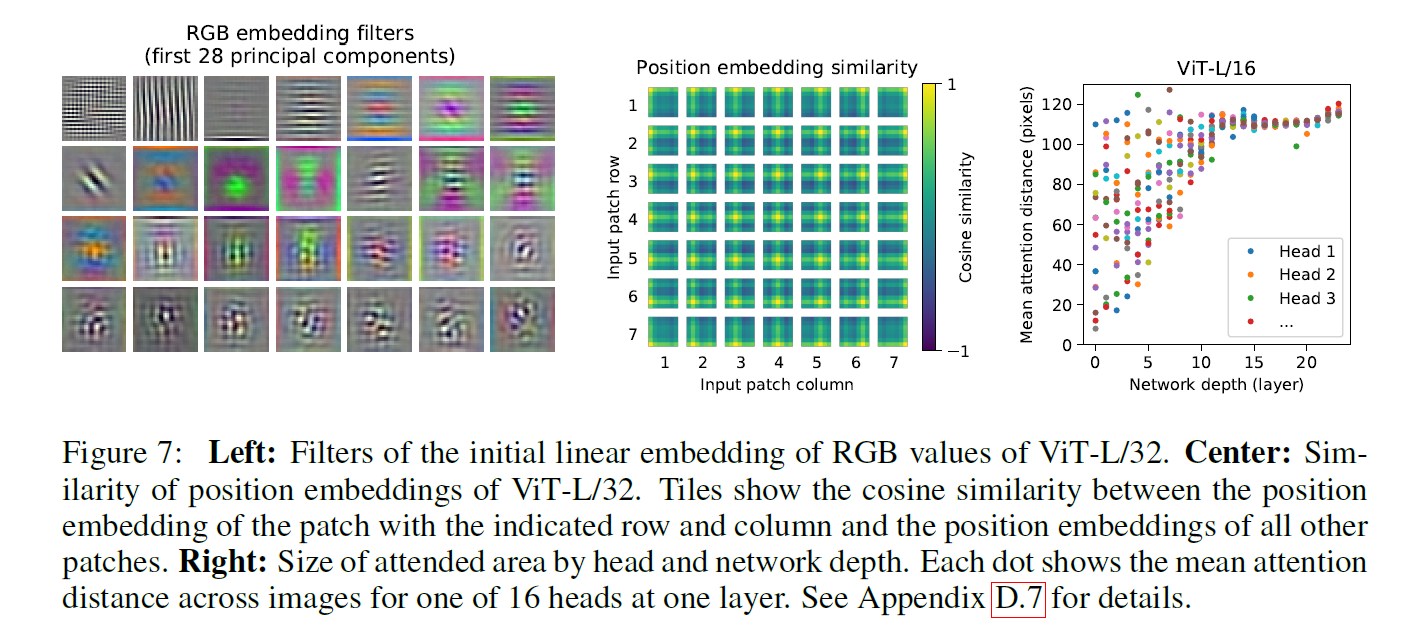 RGB embedding filters
(first 28 principal components)
Position embedding similarity
Input patch row
1
2
3
4
5
6
7
1 2 3 4 5 6 7
Input patch column
1
−1
Cosine similarity
ViT-L/16
Mean attention distance (pixels)
120
100
80
60
40
20
0
0 5 10 15 20
Network depth (layer)
Head 1
Head 2
Head 3
...
Figure 7: Left: Filters of the initial linear embedding of RGB values of ViT-L/32. Center: Sim-
ilarity of position embeddings of ViT-L/32. Tiles show the cosine similarity between the position
embedding of the patch with the indicated row and column and the position embeddings of all other
patches. Right: Size of attended area by head and network depth. Each dot shows the mean attention
distance across images for one of 16 heads at one layer. See Appendix D.7 for details.